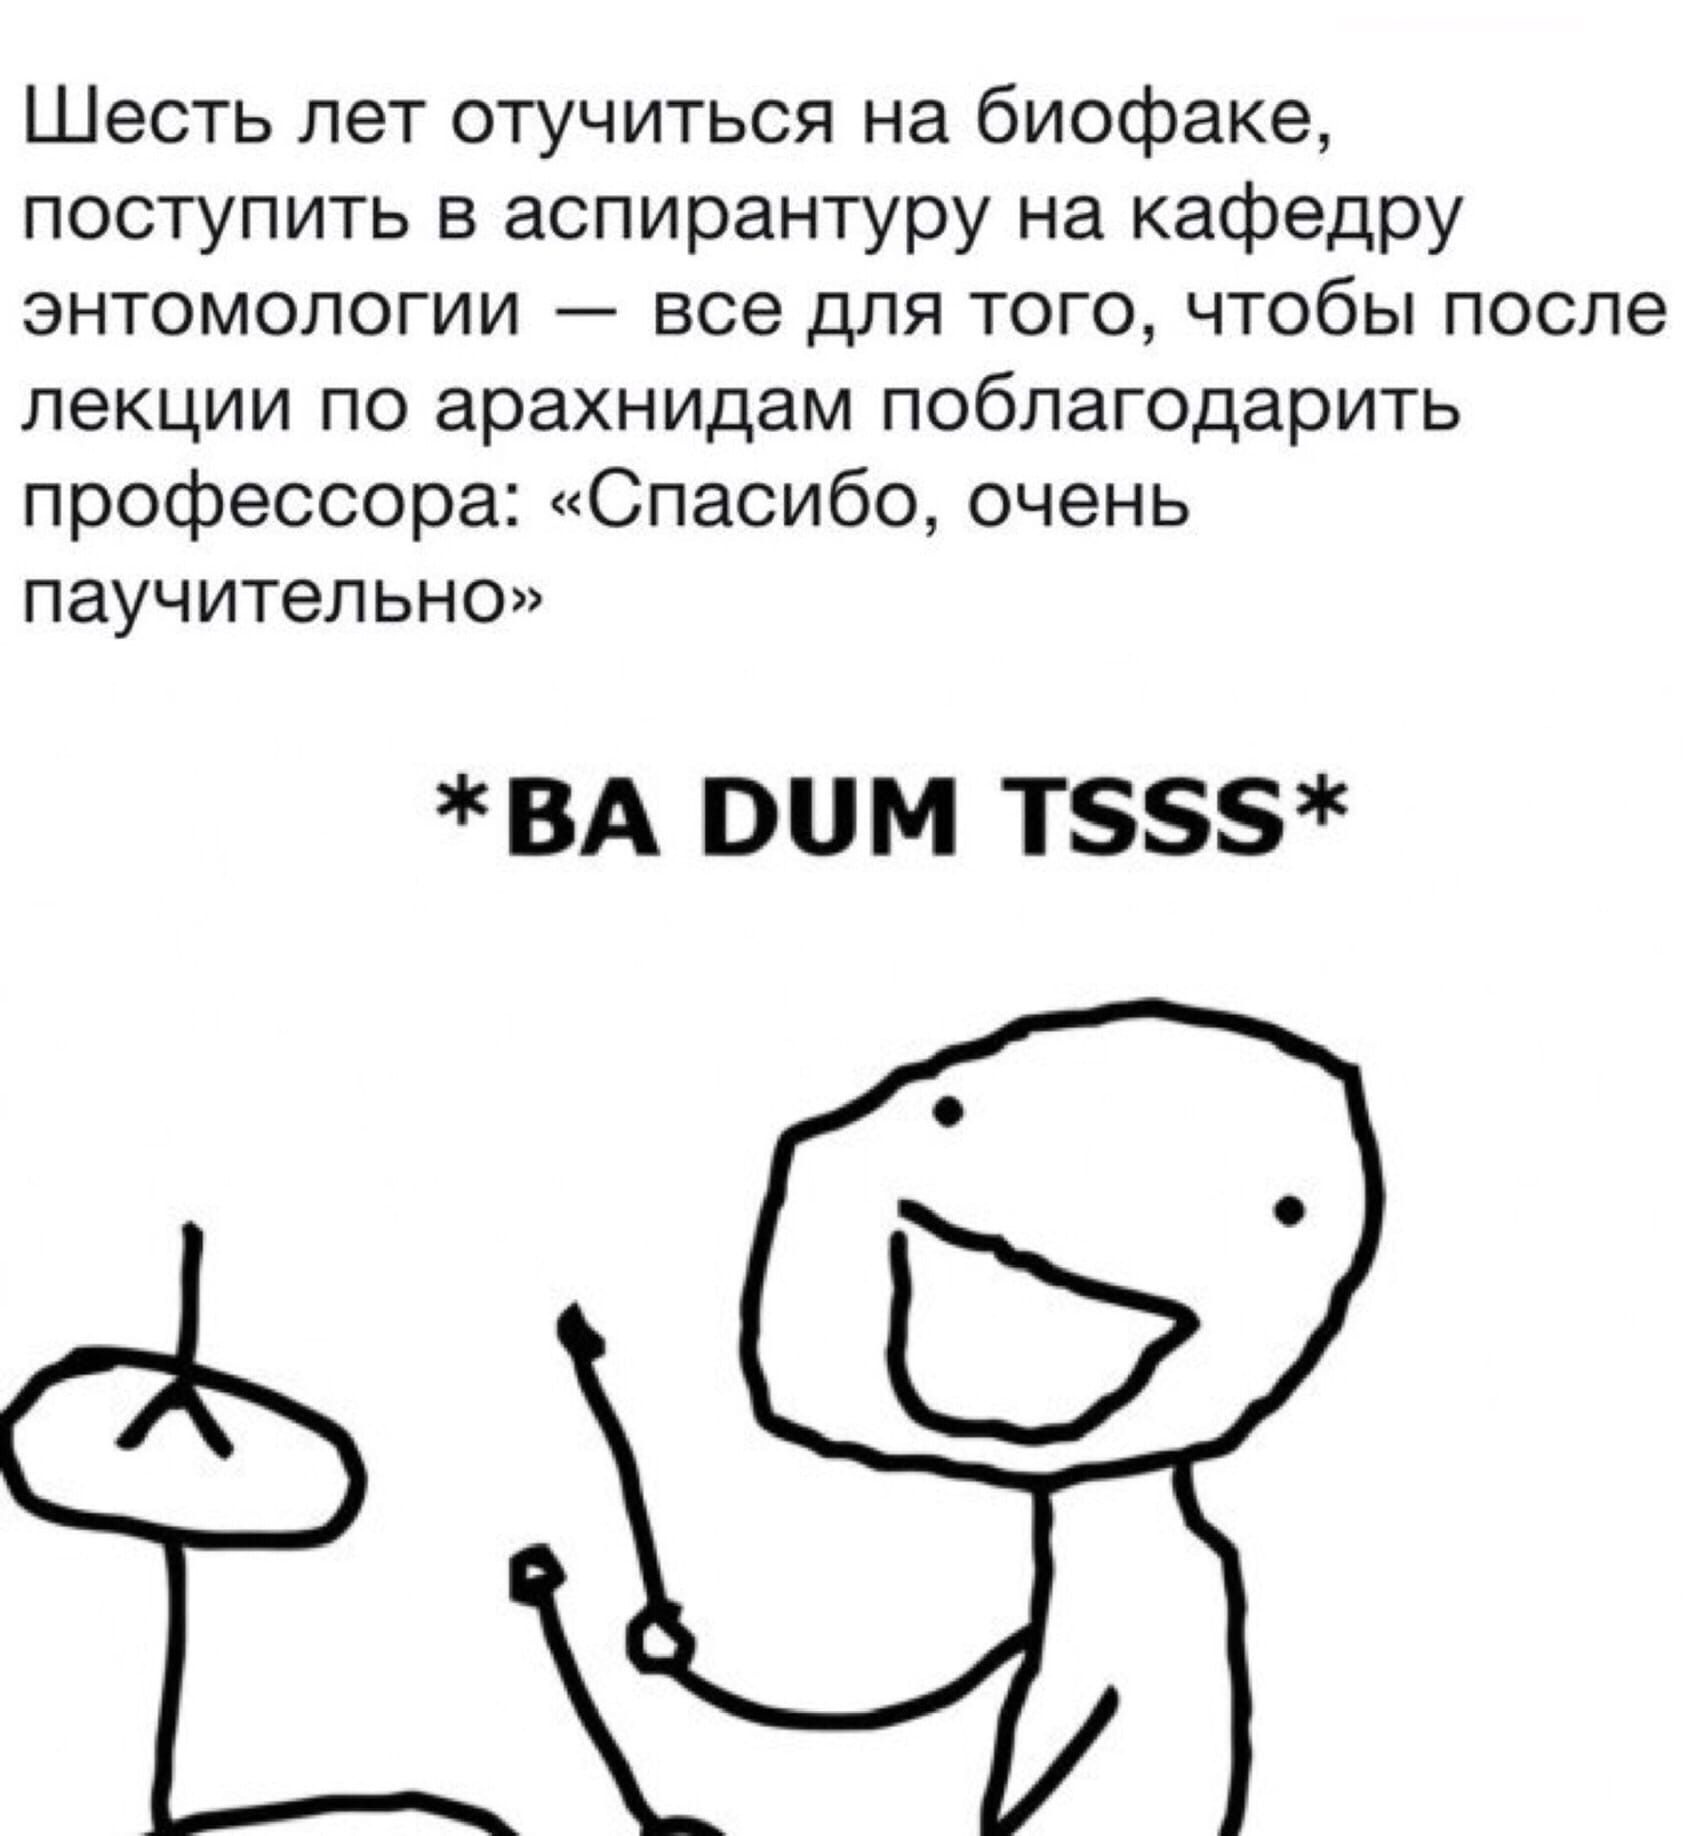 Шесть лет отучиться на биофаке,
поступить в аспирантуру на кафедру
энтомологии — все для того, чтобы после
лекции по арахнидам поблагодарить
профессора: «Спасибо, очень
паучительно»
*BA DUM TSSS*